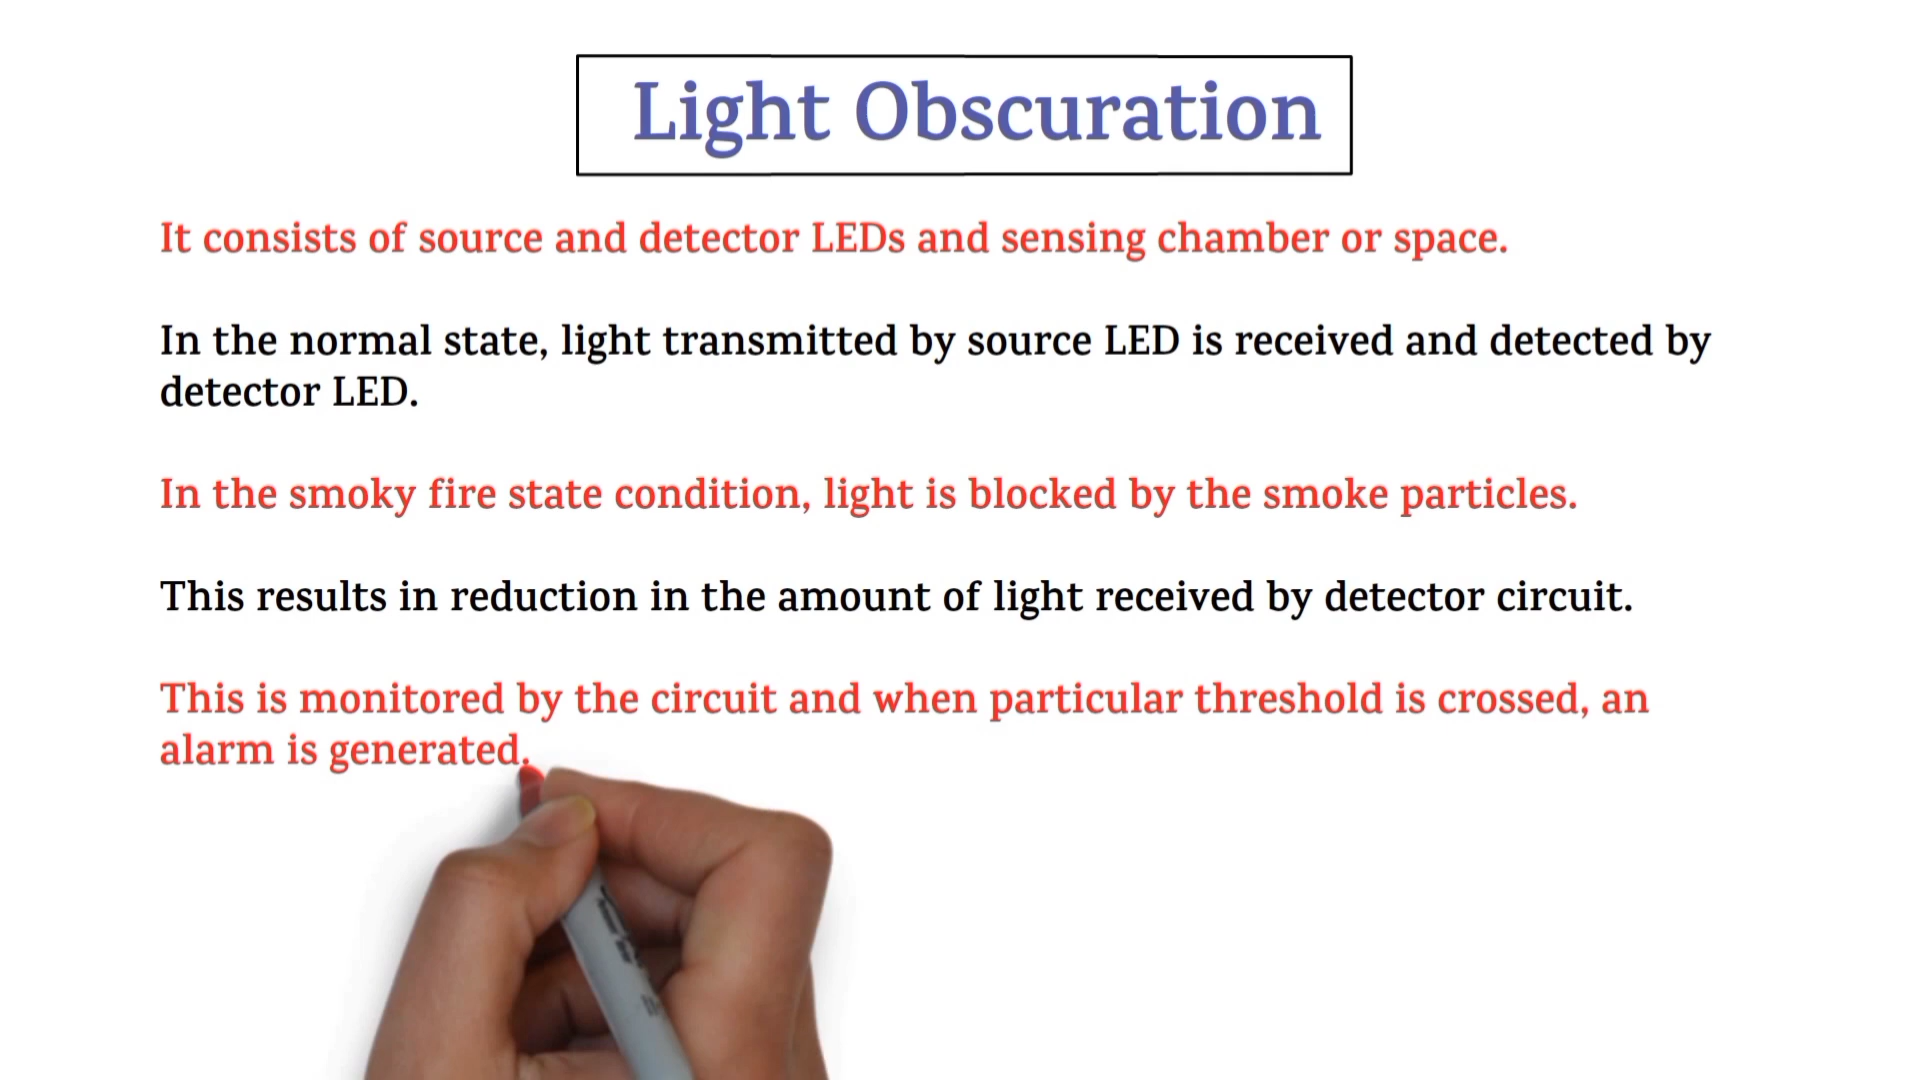 Light Obscuration
It consists of source and detector LEDs and sensing chamber or space.
In the normal state, light transmitted by source LED is received and detected by
detector LED.
In the smoky fire state condition, light is blocked by the smoke particles.
This results in reduction in the amount of light received by detector circuit.
This is monitored by the circuit and when particular threshold is crossed, an
alarm is generated.